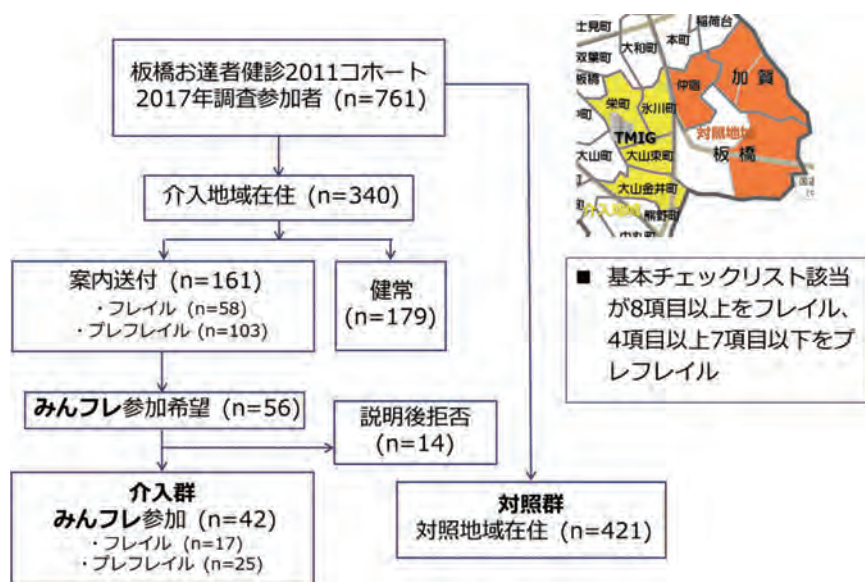 板橋お達者健診2011コホート
2017年調査参加者 (n=761)
介入地域在住 (n=340)
案内送付 (n=161)
・フレイル (n=58)
・プレフレイル (n=103)
健常
(n=179)
みんフレ参加希望 (n=56)
説明後拒否
(n=14)
介入群
みんフレ参加 (n=42)
・フレイル (n=17)
・プレフレイル (n=25)
対照群
対照地域在住 (n=421)
士見町
大和町
本町
稲荷台
双葉町
板橋
栄町
氷川町
仲宿
加賀
TMIG
対照地域
大山町
大山東町
板橋
大山金井町
介入地域
熊野町
■ 基本チェックリスト該当
が8項目以上をフレイル、
4項目以上7項目以下をプ
レフレイル